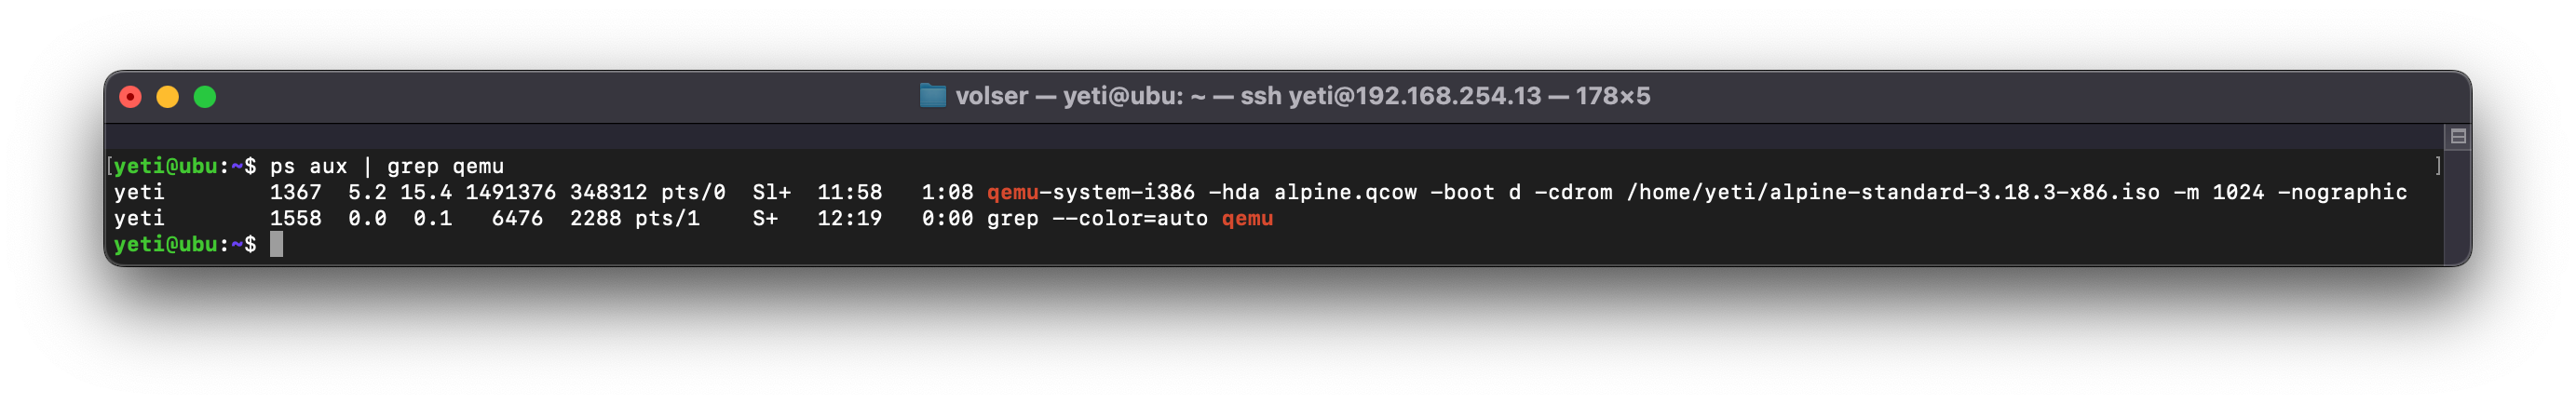 volser — yeti@ubu: ~ — ssh yeti@192.168.254.13 — 178×5
[yeti@ubu:~$ ps aux | grep qemu ]
yeti        1367  5.2 15.4 1491376 348312 pts/0  Sl+  11:58   1:08 qemu-system-i386 -hda alpine.qcow -boot d -cdrom /home/yeti/alpine-standard-3.18.3-x86.iso -m 1024 -nographic
yeti        1558  0.0  0.1   6476  2288 pts/1    S+   12:19   0:00 grep --color=auto qemu
yeti@ubu:~$